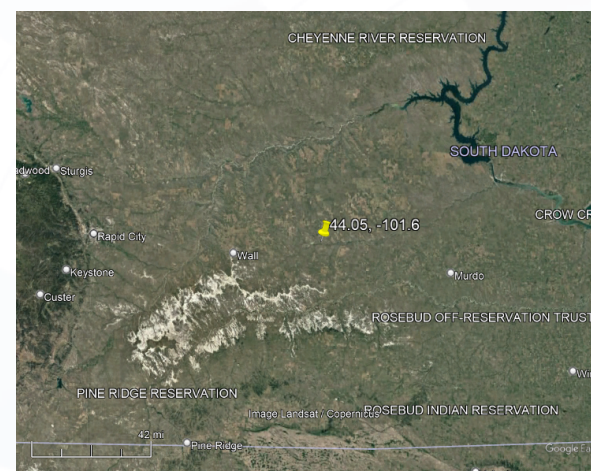 CHEYENNE RIVER RESERVATION
SOUTH DAKOTA
adwood
Sturgis
CROW CR
44.05, -101.6
Rapid City
Wall
Keystone
Murdo
Custer
ROSEBUD OFF-RESERVATION TRUST
Wi
PINE RIDGE RESERVATION
Image Landsat / Copernicus
ROSEBUD INDIAN RESERVATION
42 mi
Pine Ridge
Google Ea